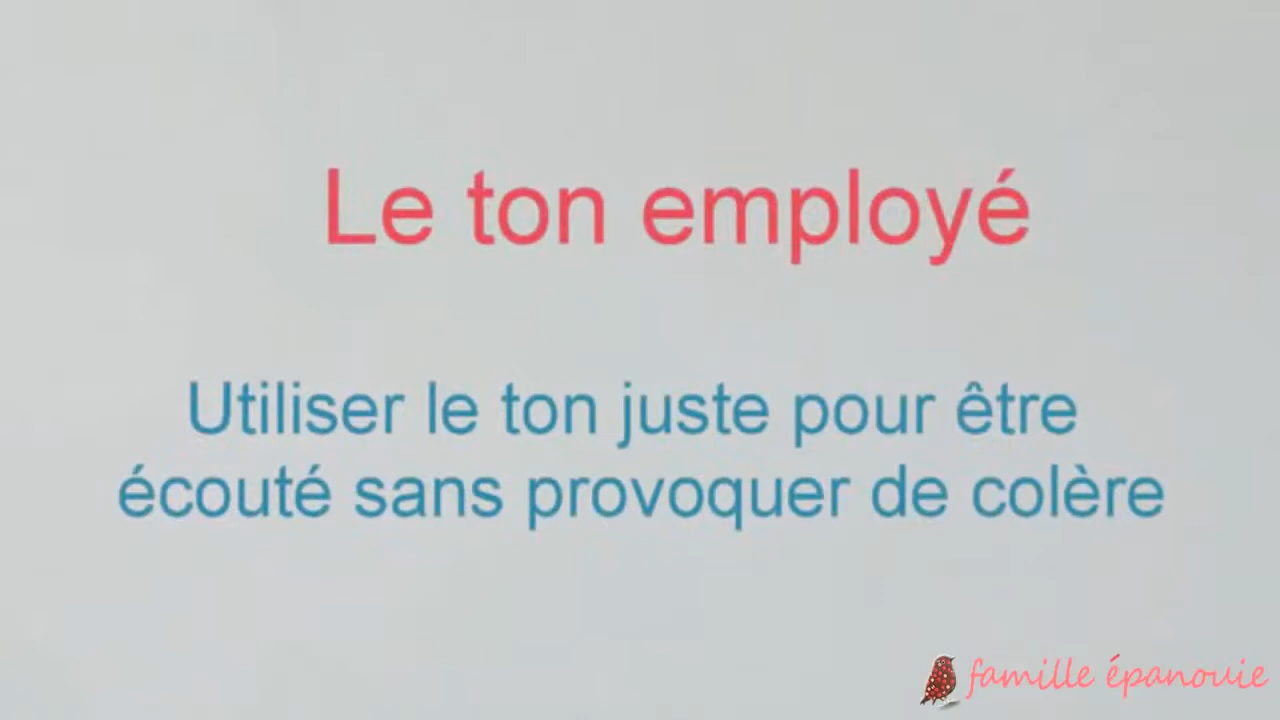 Le ton employé
Utiliser le ton juste pour être
écouté sans provoquer de colère
famille épanouie